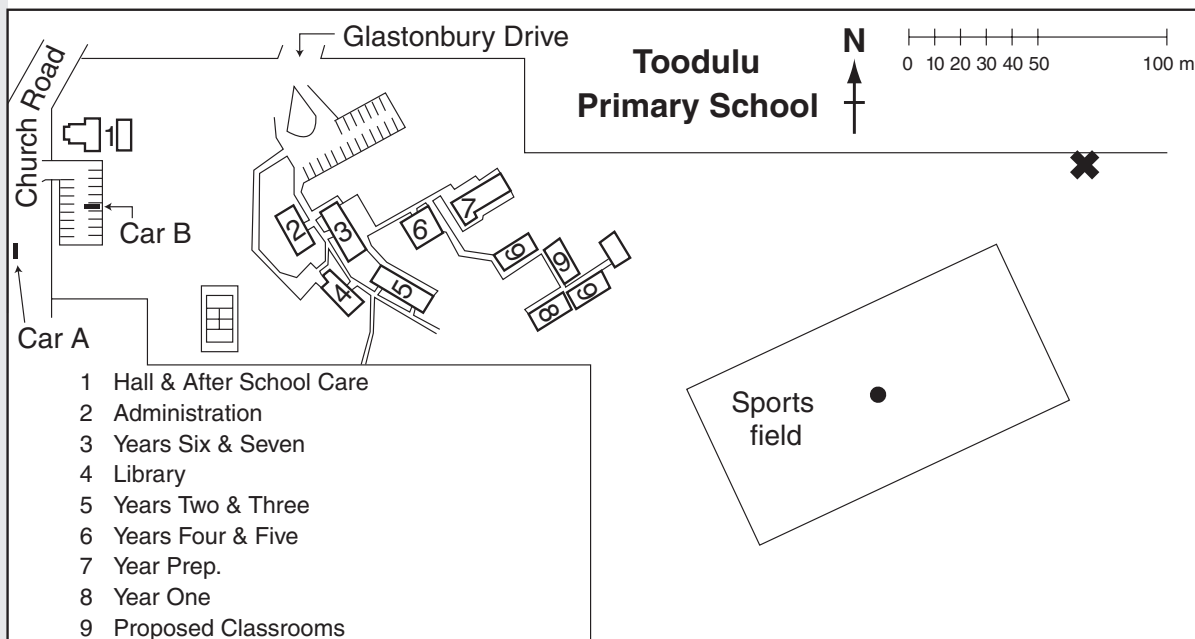 Glastonbury Drive
Toodulu
Primary School
N
0 10 20 30 40 50 100 m
Church Road
1
Car B
Car A
2
3
4
5
6
7
9
9
9
8
Sports
field
1 Hall & After School Care
2 Administration
3 Years Six & Seven
4 Library
5 Years Two & Three
6 Years Four & Five
7 Year Prep.
8 Year One
9 Proposed Classrooms